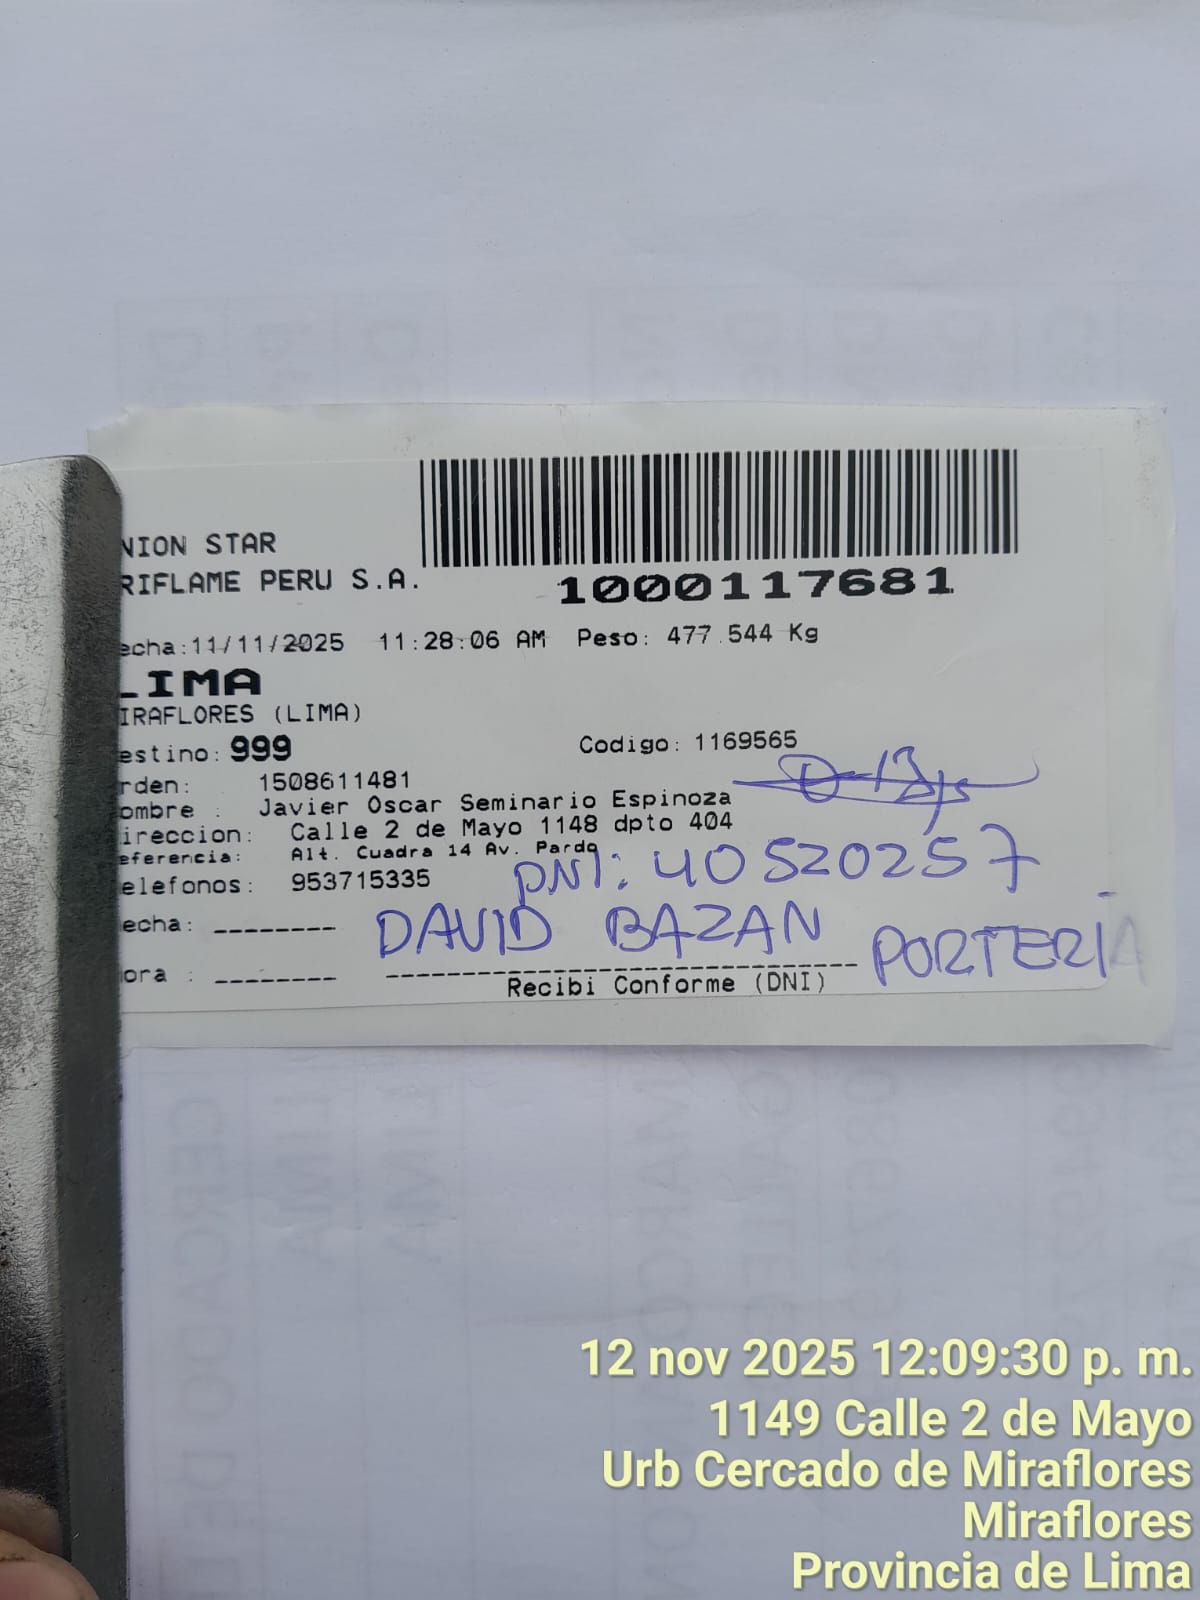 NION STAR
RIFLAME PERU S.A.
1000117681
echa:11/11/2025 11:28:06 AM Peso: 477.544 Kg
LIMA
IRAFLORES (LIMA)
estino: 999 Codigo: 1169565
rden: 1508611481
ombre : Javier Oscar Seminario Espinoza
ireccion: Calle 2 de Mayo 1148 dpto 404
eferencia: Alt. Cuadra 14 Av. Pardo
elefonos: 953715335
DNI: 40520257
echa: --------
DAVID BAZAN
PORTERIA
ora : --------
Recibi Conforme (DNI)
12 nov 2025 12:09:30 p. m.
1149 Calle 2 de Mayo
Urb Cercado de Miraflores
Miraflores
Provincia de Lima